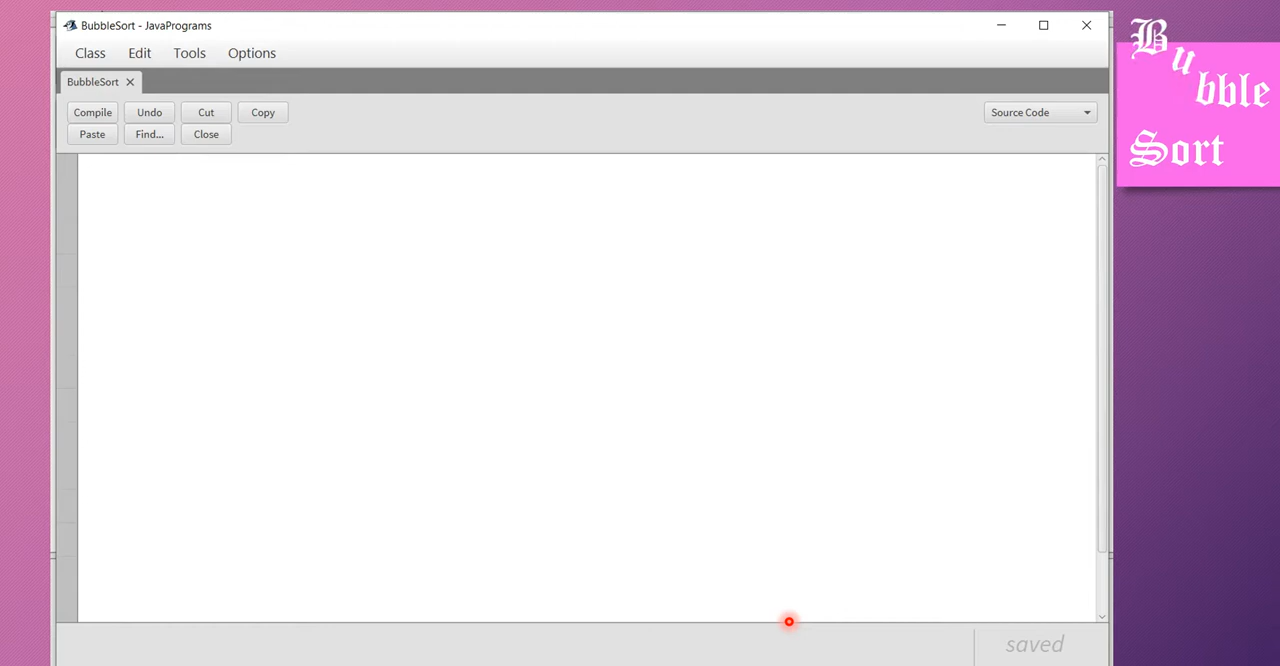 BubbleSort - JavaPrograms
Class Edit Tools Options
BubbleSort
Compile Undo Cut Copy
Paste Find... Close
Source Code
saved
Bubble
Sort